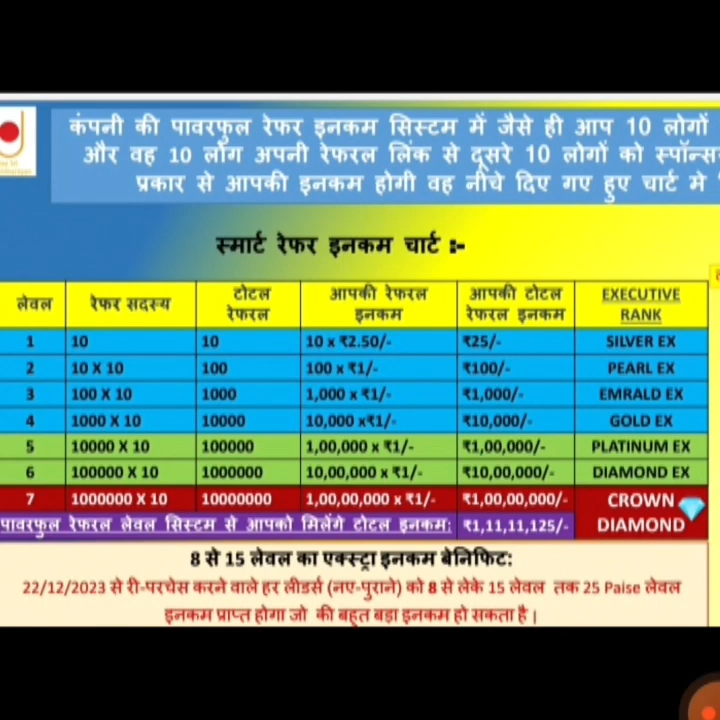 कंपनी की पावरफुल रेफर इनकम सिस्टम में जैसे ही आप 10 लोगों
और वह 10 लोग अपनी रेफरल लिंक से दूसरे 10 लोगों को स्पॉन्स
प्रकार से आपकी इनकम होगी वह नीचे दिए गए हुए चार्ट मे
स्मार्ट रेफर इनकम चार्ट :-
लेवल रेफर सदस्य टोटल रेफरल आपकी रेफरल इनकम आपकी टोटल रेफरल इनकम EXECUTIVE RANK
1 10 10 10 x ₹2.50/- ₹25/- SILVER EX
2 10 X 10 100 100 x ₹1/- ₹100/- PEARL EX
3 100 X 10 1000 1,000 x ₹1/- ₹1,000/- EMRALD EX
4 1000 X 10 10000 10,000 x₹1/- ₹10,000/- GOLD EX
5 10000 X 10 100000 1,00,000 x ₹1/- ₹1,00,000/- PLATINUM EX
6 100000 X 10 1000000 10,00,000 x ₹1/- ₹10,00,000/- DIAMOND EX
7 1000000 X 10 10000000 1,00,00,000 x ₹1/- ₹1,00,00,000/- CROWN DIAMOND
पावरफुल रेफरल लेवल सिस्टम से आपको मिलेंगे टोटल इनकम: ₹1,11,11,125/-
8 से 15 लेवल का एक्स्ट्रा इनकम बेनिफिट:
22/12/2023 से री-परचेस करने वाले हर लीडर्स (नए-पुराने) को 8 से लेके 15 लेवल तक 25 Paise लेवल
इनकम प्राप्त होगा जो की बहुत बड़ा इनकम हो सकता है।